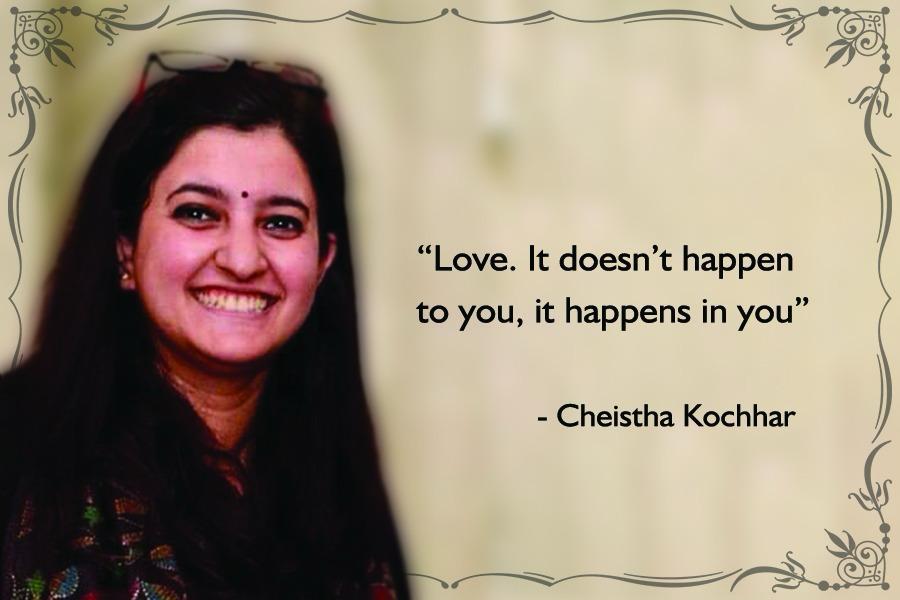 “Love. It doesn’t happen
to you, it happens in you”
- Cheistha Kochhar